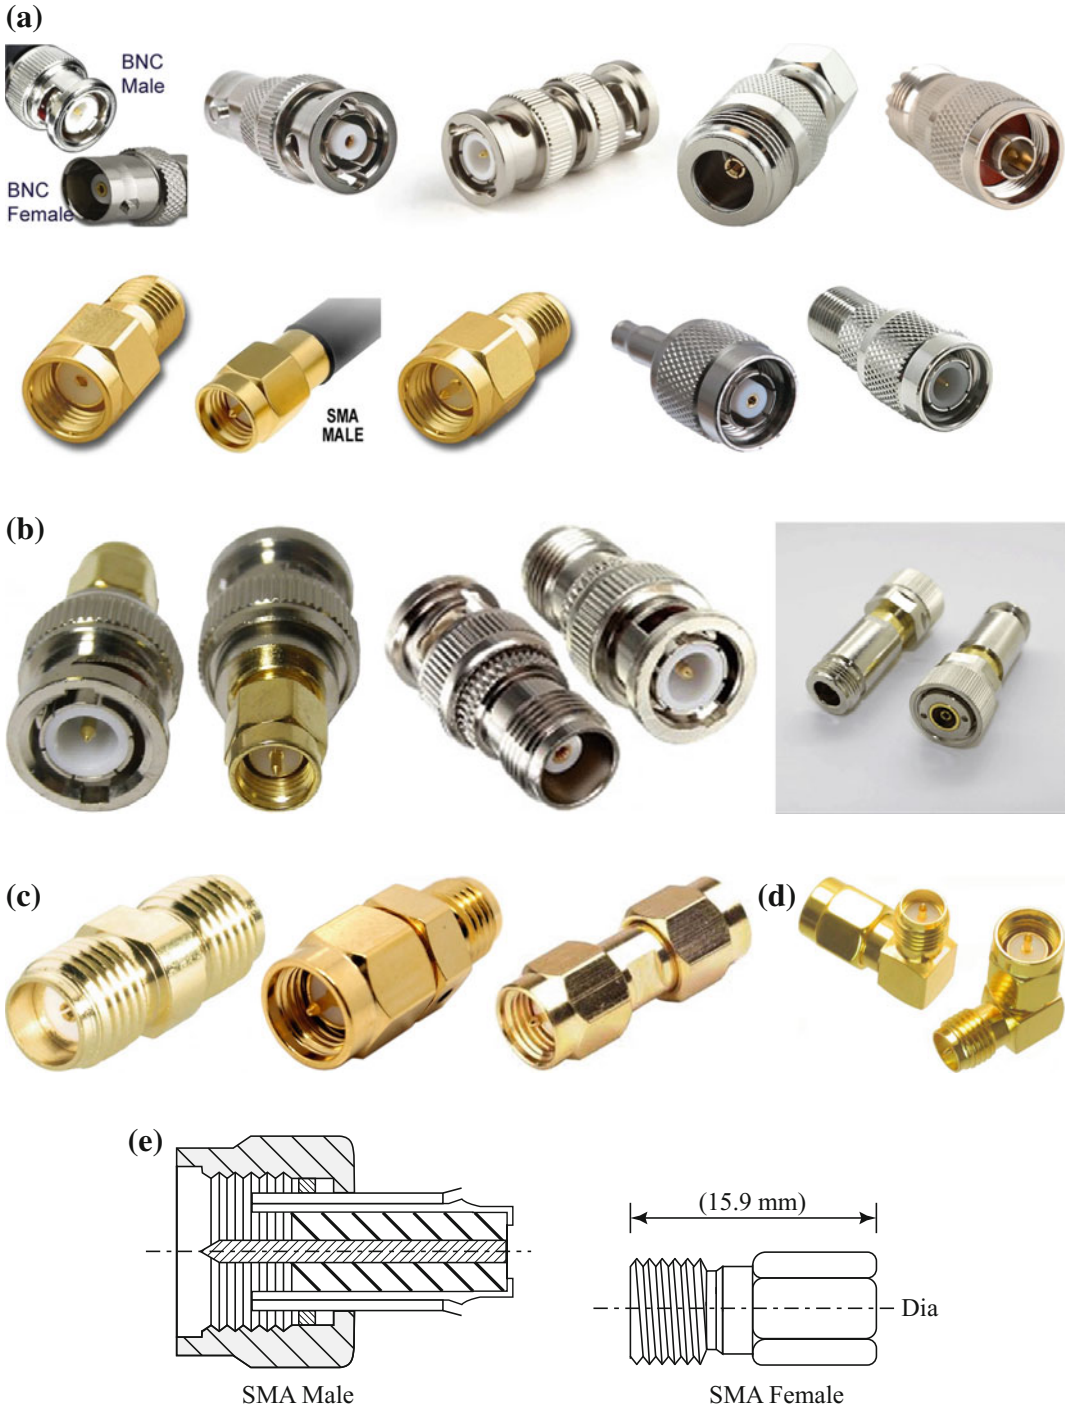 (a)
BNC
Male
BNC
Female
SMA
MALE
(b)
(c)
(d)
(e)
(15.9 mm)
Dia
SMA Male
SMA Female